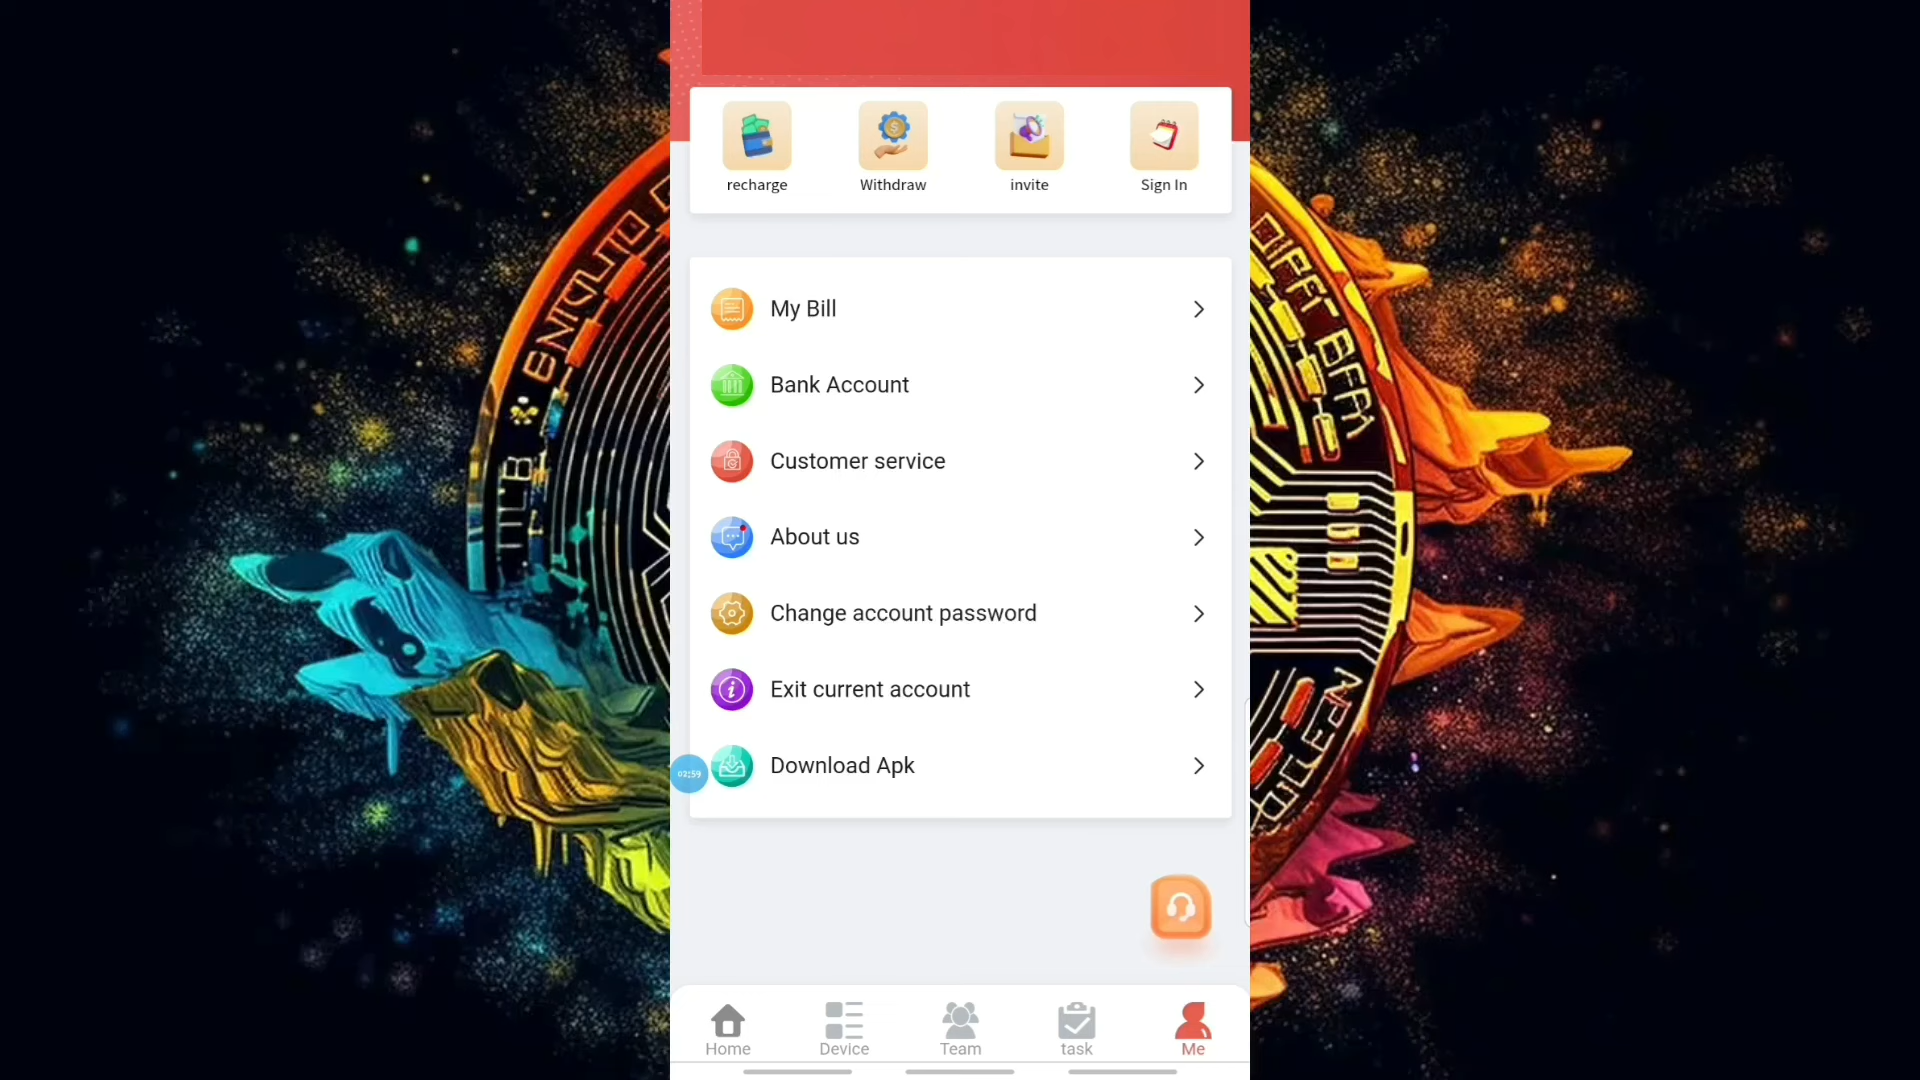 recharge
Withdraw
invite
Sign In
My Bill
Bank Account
Customer service
About us
Change account password
Exit current account
Download Apk
Home
Device
Team
task
Me